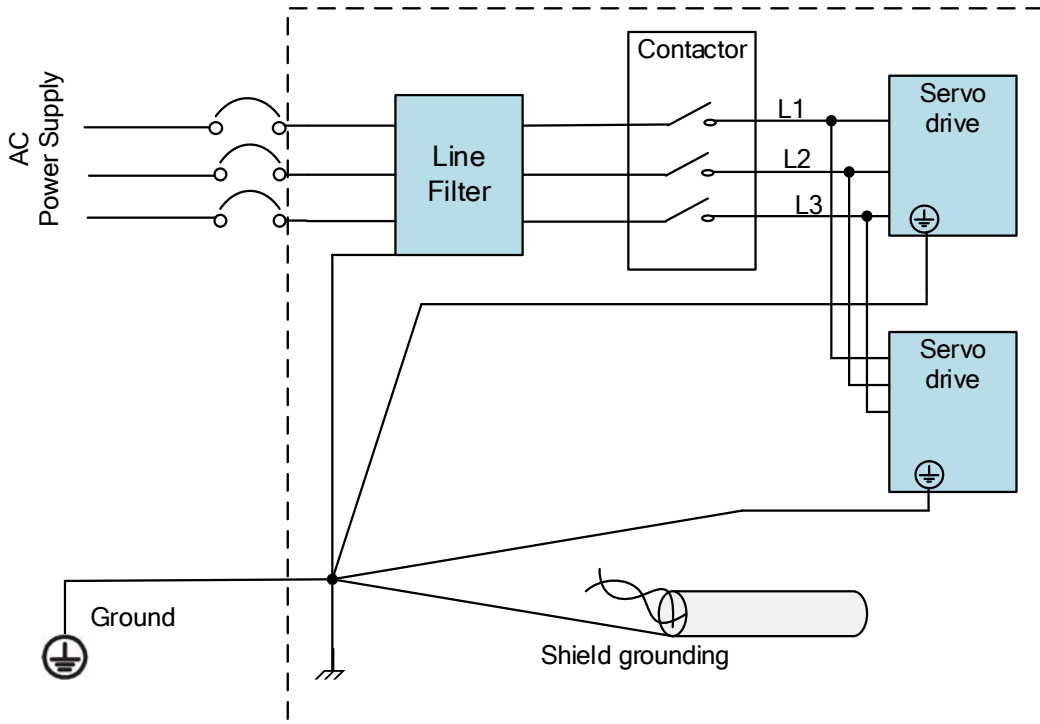 AC
Power Supply
Line
Filter
Contactor
L1
L2
L3
Servo
drive
Servo
drive
Ground
Shield grounding